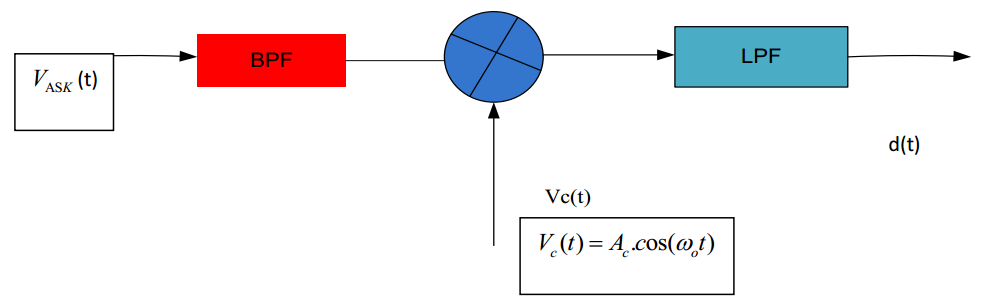 V_ASK (t)
BPF
LPF
d(t)
Vc(t)
V_c(t) = A_c.cos(ω_o t)